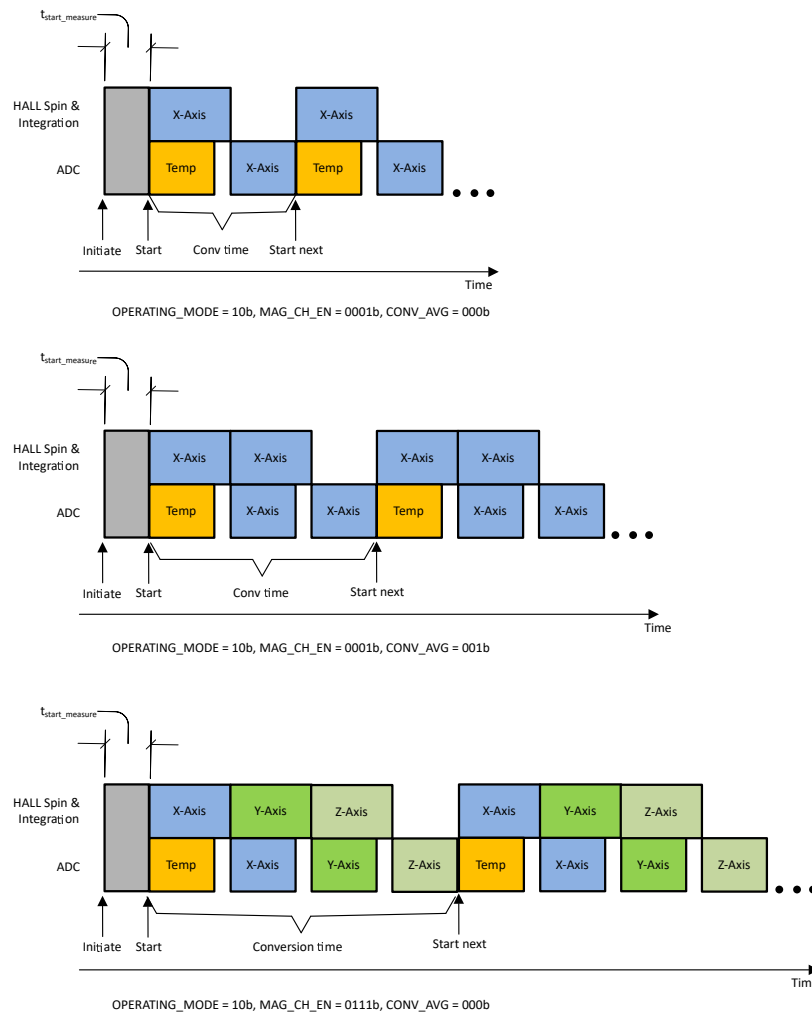 tstart_measure
HALL Spin &
Integration
X-Axis
X-Axis
ADC
Temp
X-Axis
Temp
X-Axis
Initiate
Start
Conv time
Start next
Time
OPERATING_MODE = 10b, MAG_CH_EN = 0001b, CONV_AVG = 000b
tstart_measure
HALL Spin &
Integration
X-Axis
X-Axis
X-Axis
X-Axis
ADC
Temp
X-Axis
X-Axis
Temp
X-Axis
X-Axis
Initiate
Start
Conv time
Start next
Time
OPERATING_MODE = 10b, MAG_CH_EN = 0001b, CONV_AVG = 001b
tstart_measure
HALL Spin &
Integration
X-Axis
Y-Axis
Z-Axis
X-Axis
Y-Axis
Z-Axis
ADC
Temp
X-Axis
Y-Axis
Z-Axis
Temp
X-Axis
Y-Axis
Z-Axis
Initiate
Start
Conversion time
Start next
Time
OPERATING_MODE = 10b, MAG_CH_EN = 0111b, CONV_AVG = 000b